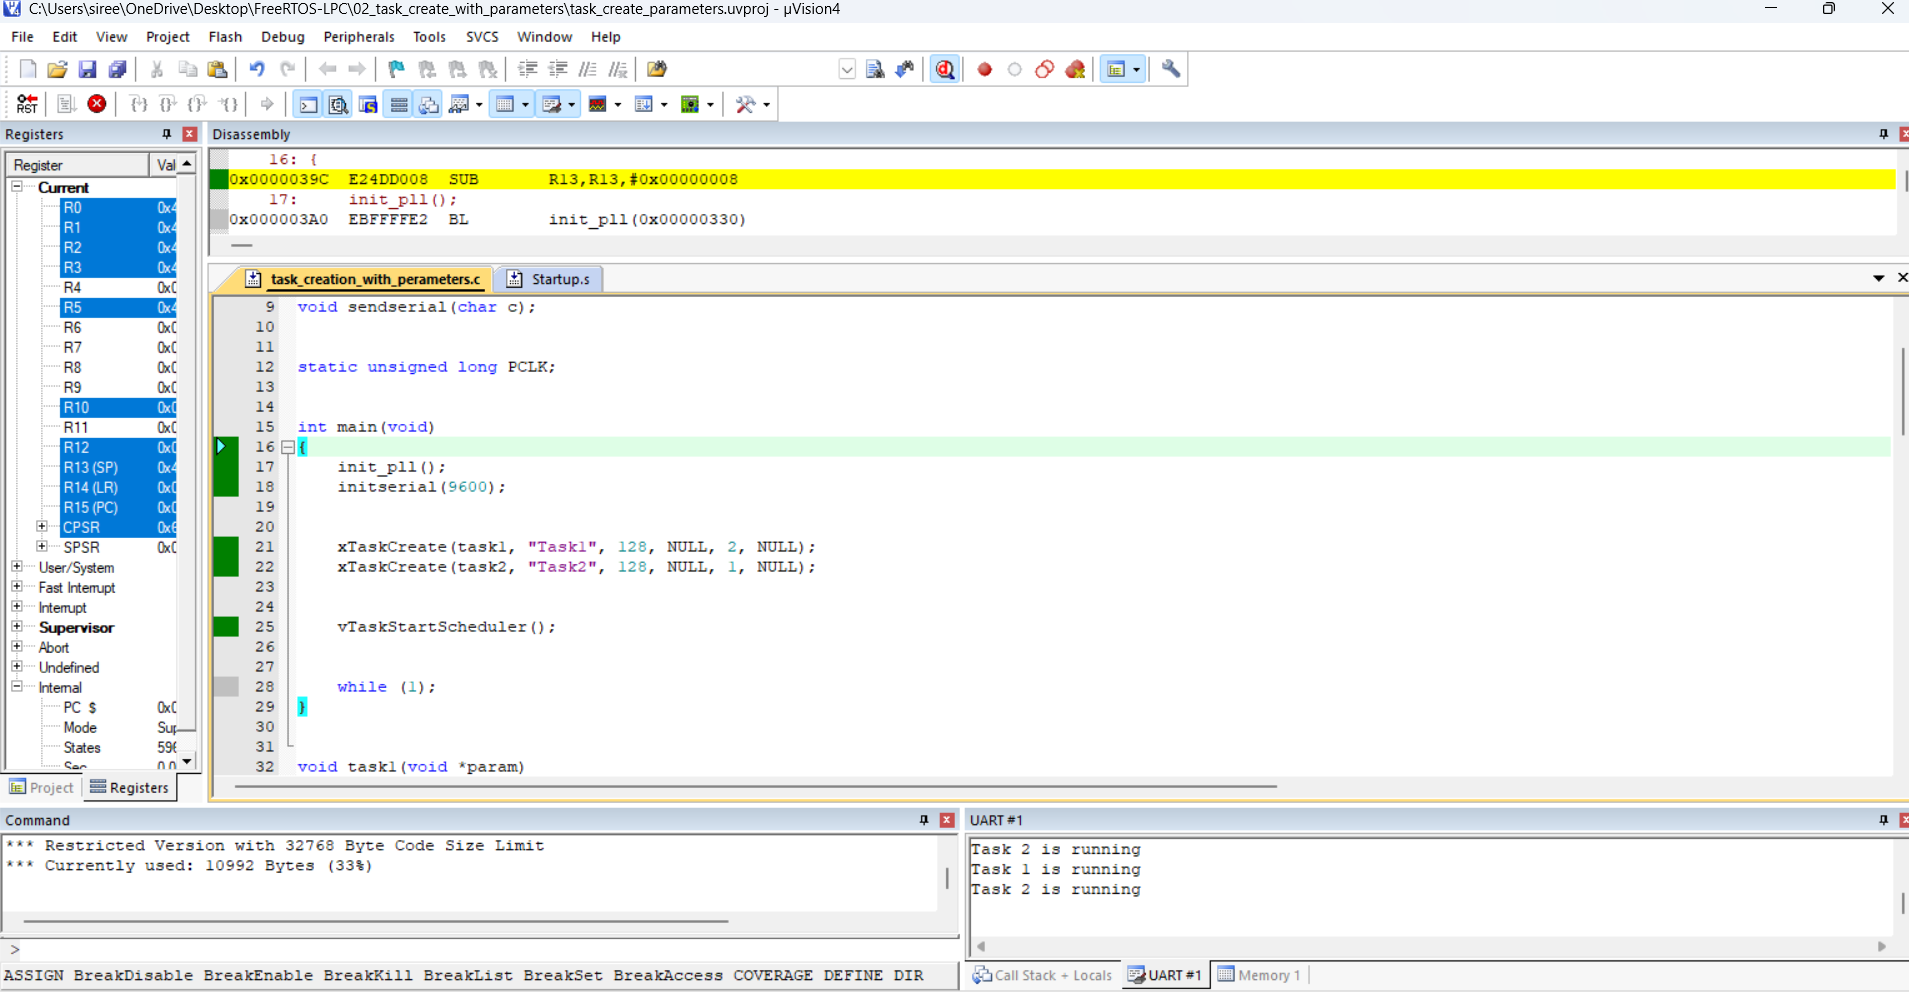 C:\Users\siree\OneDrive\Desktop\FreeRTOS-LPC\02_task_create_with_parameters\task_create_parameters.uvproj - µVision4
File Edit View Project Flash Debug Peripherals Tools SVCS Window Help
RST
Registers
Register Val
Current
R0 0x4
R1 0x4
R2 0x4
R3 0x4
R4 0x0
R5 0x4
R6 0x0
R7 0x0
R8 0x0
R9 0x0
R10 0x0
R11 0x0
R12 0x0
R13 (SP) 0x4
R14 (LR) 0x0
R15 (PC) 0x0
CPSR 0x6
SPSR 0x0
User/System
Fast Interrupt
Interrupt
Supervisor
Abort
Undefined
Internal
PC $ 0x0
Mode Sup
States 596
Sec 0.0
Project Registers
Disassembly
16: {
0x0000039C E24DD008 SUB R13,R13,#0x00000008
17: init_pll();
0x000003A0 EBFFFFE2 BL init_pll(0x00000330)
task_creation_with_perameters.c Startup.s
9 void sendserial(char c);
10
11
12 static unsigned long PCLK;
13
14
15 int main(void)
16 {
17 init_pll();
18 initserial(9600);
19
20
21 xTaskCreate(task1, "Task1", 128, NULL, 2, NULL);
22 xTaskCreate(task2, "Task2", 128, NULL, 1, NULL);
23
24
25 vTaskStartScheduler();
26
27
28 while (1);
29 }
30
31
32 void task1(void *param)
Command
*** Restricted Version with 32768 Byte Code Size Limit
*** Currently used: 10992 Bytes (33%)
>
ASSIGN BreakDisable BreakEnable BreakKill BreakList BreakSet BreakAccess COVERAGE DEFINE DIR
UART #1
Task 2 is running
Task 1 is running
Task 2 is running
Call Stack + Locals UART #1 Memory 1